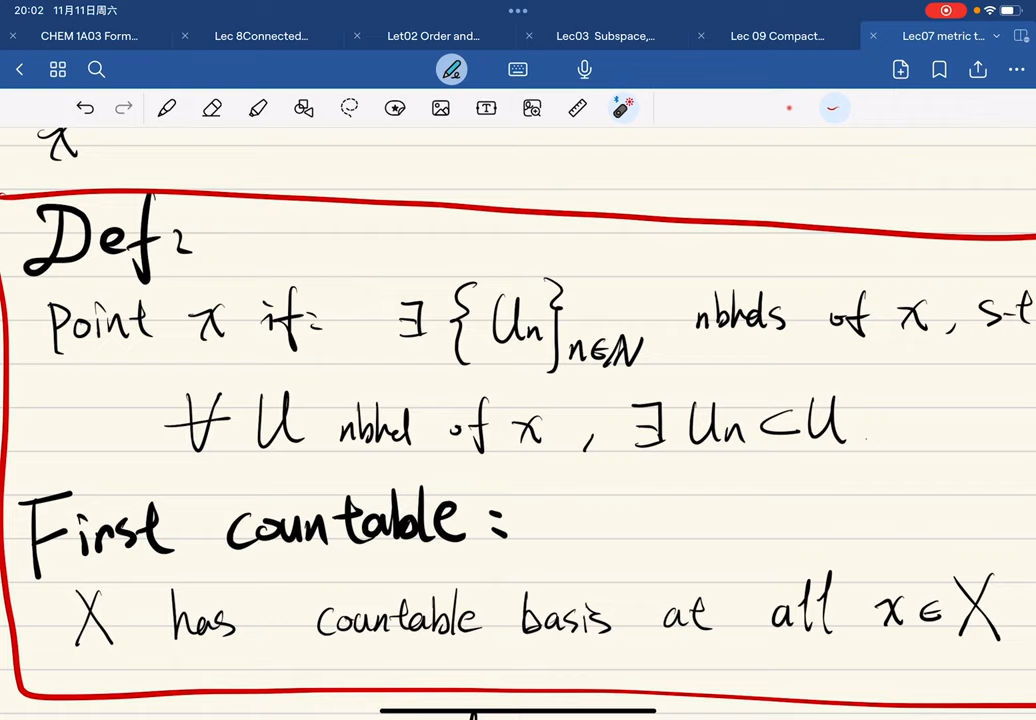 20:02 11月11日周六
CHEM 1A03 Form... Lec 8Connected... Let02 Order and... Lec03 Subspace,... Lec 09 Compact... Lec07 metric t...
x
Def:
point x if: ∃ {Un}n∈ℕ nbhds of x, s-t
∀ U nbhd of x, ∃ Un⊂U.
First countable:
X has countable basis at all x∈X